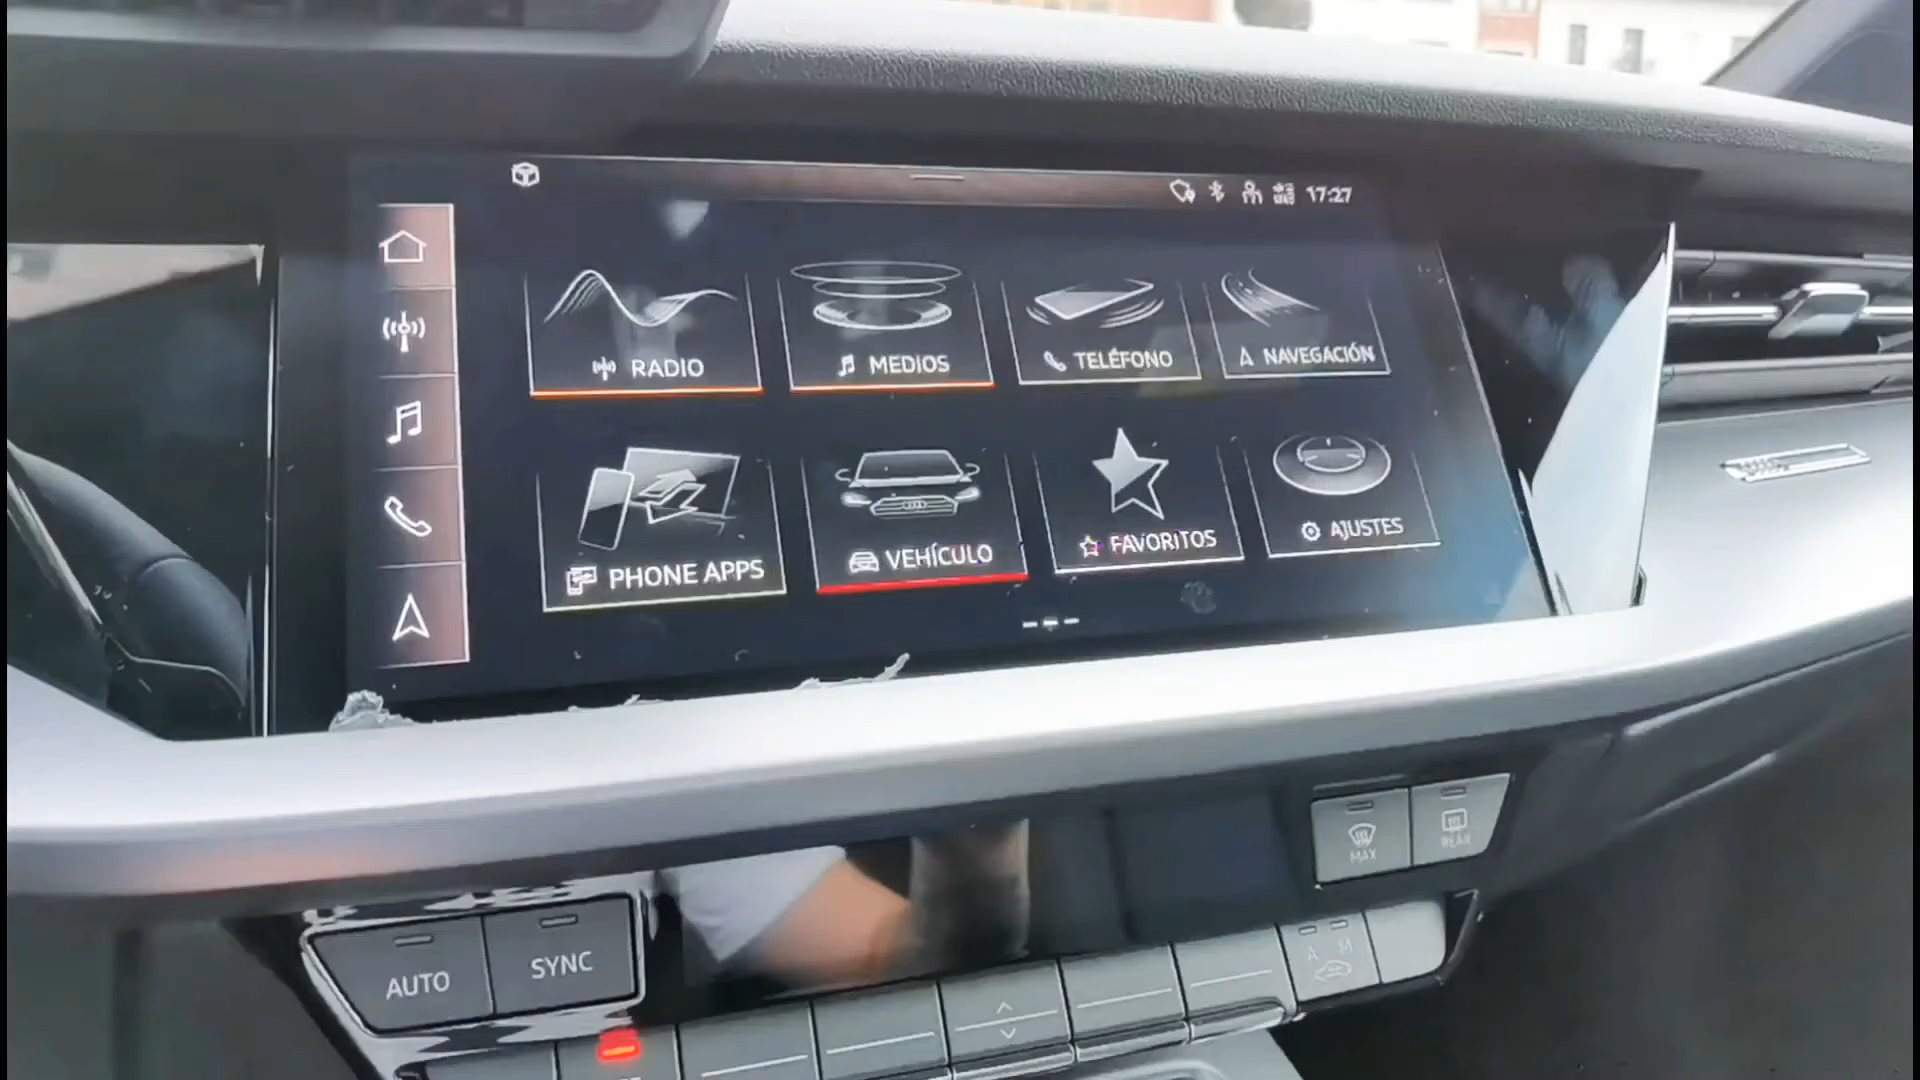 17:27
RADIO
MEDIOS
TELÉFONO
NAVEGACIÓN
PHONE APPS
VEHÍCULO
FAVORITOS
AJUSTES
MAX
REAR
AUTO
SYNC
A M